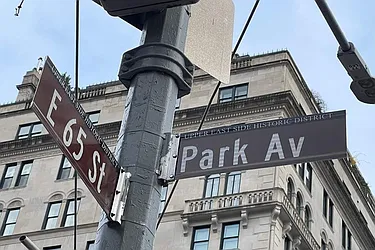 E 65 St
UPPER EAST SIDE HISTORIC DISTRICT
Park Av